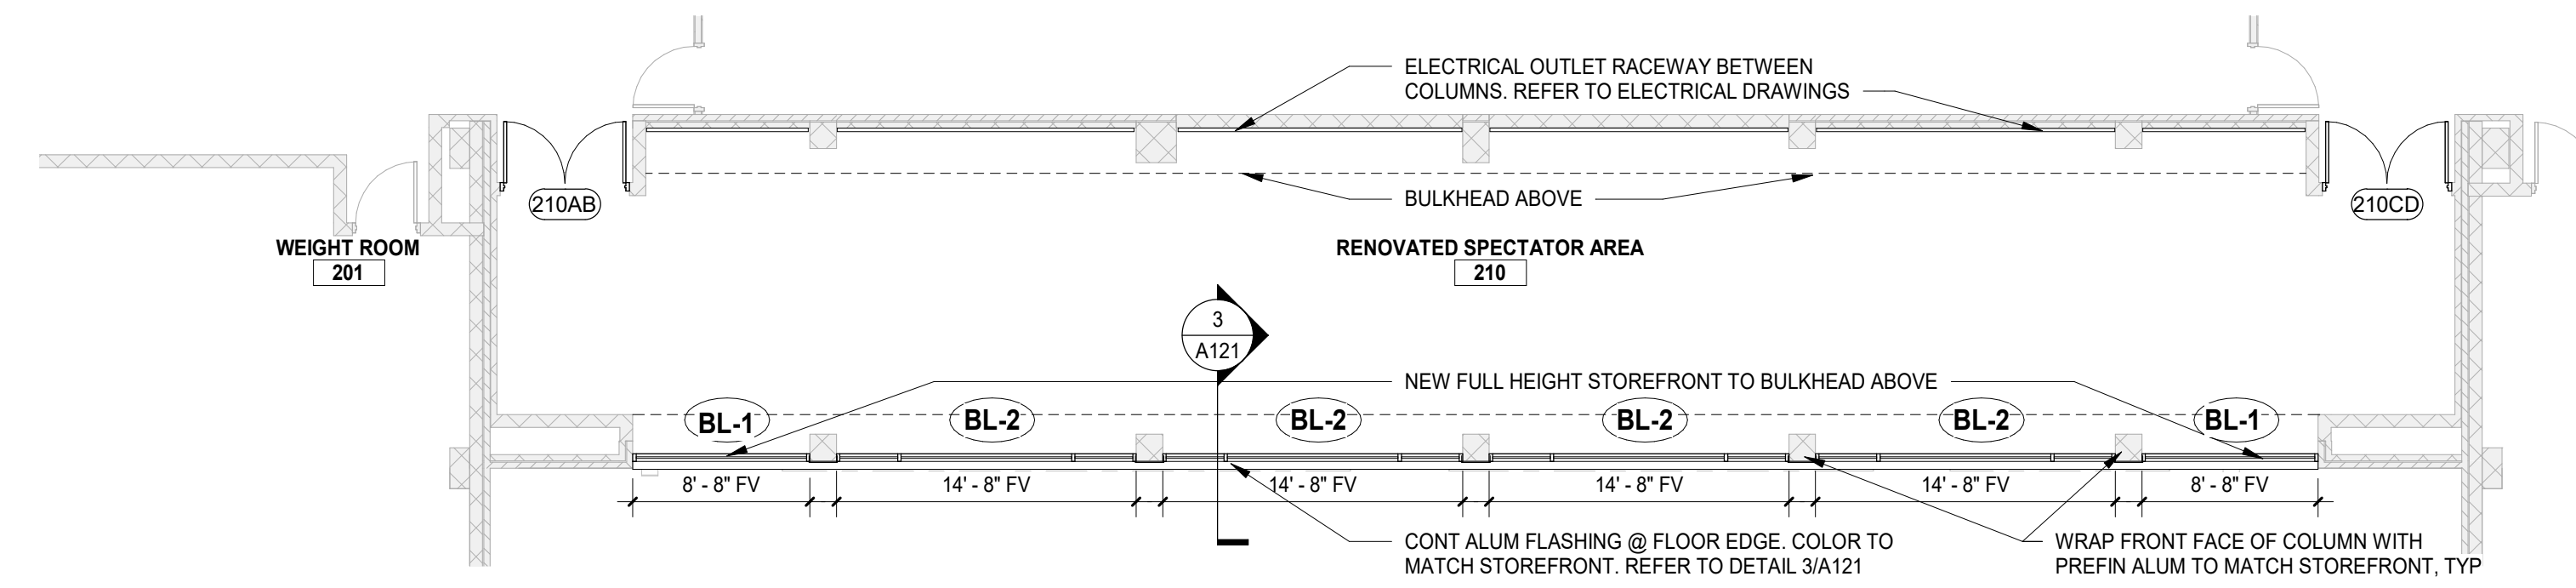 ELECTRICAL OUTLET RACEWAY BETWEEN
COLUMNS. REFER TO ELECTRICAL DRAWINGS
210AB
BULKHEAD ABOVE
210CD
WEIGHT ROOM
201
RENOVATED SPECTATOR AREA
210
3
A121
NEW FULL HEIGHT STOREFRONT TO BULKHEAD ABOVE
BL-1
BL-2
BL-2
BL-2
BL-2
BL-1
8' - 8" FV
14' - 8" FV
14' - 8" FV
14' - 8" FV
14' - 8" FV
8' - 8" FV
CONT ALUM FLASHING @ FLOOR EDGE. COLOR TO
MATCH STOREFRONT. REFER TO DETAIL 3/A121
WRAP FRONT FACE OF COLUMN WITH
PREFIN ALUM TO MATCH STOREFRONT, TYP